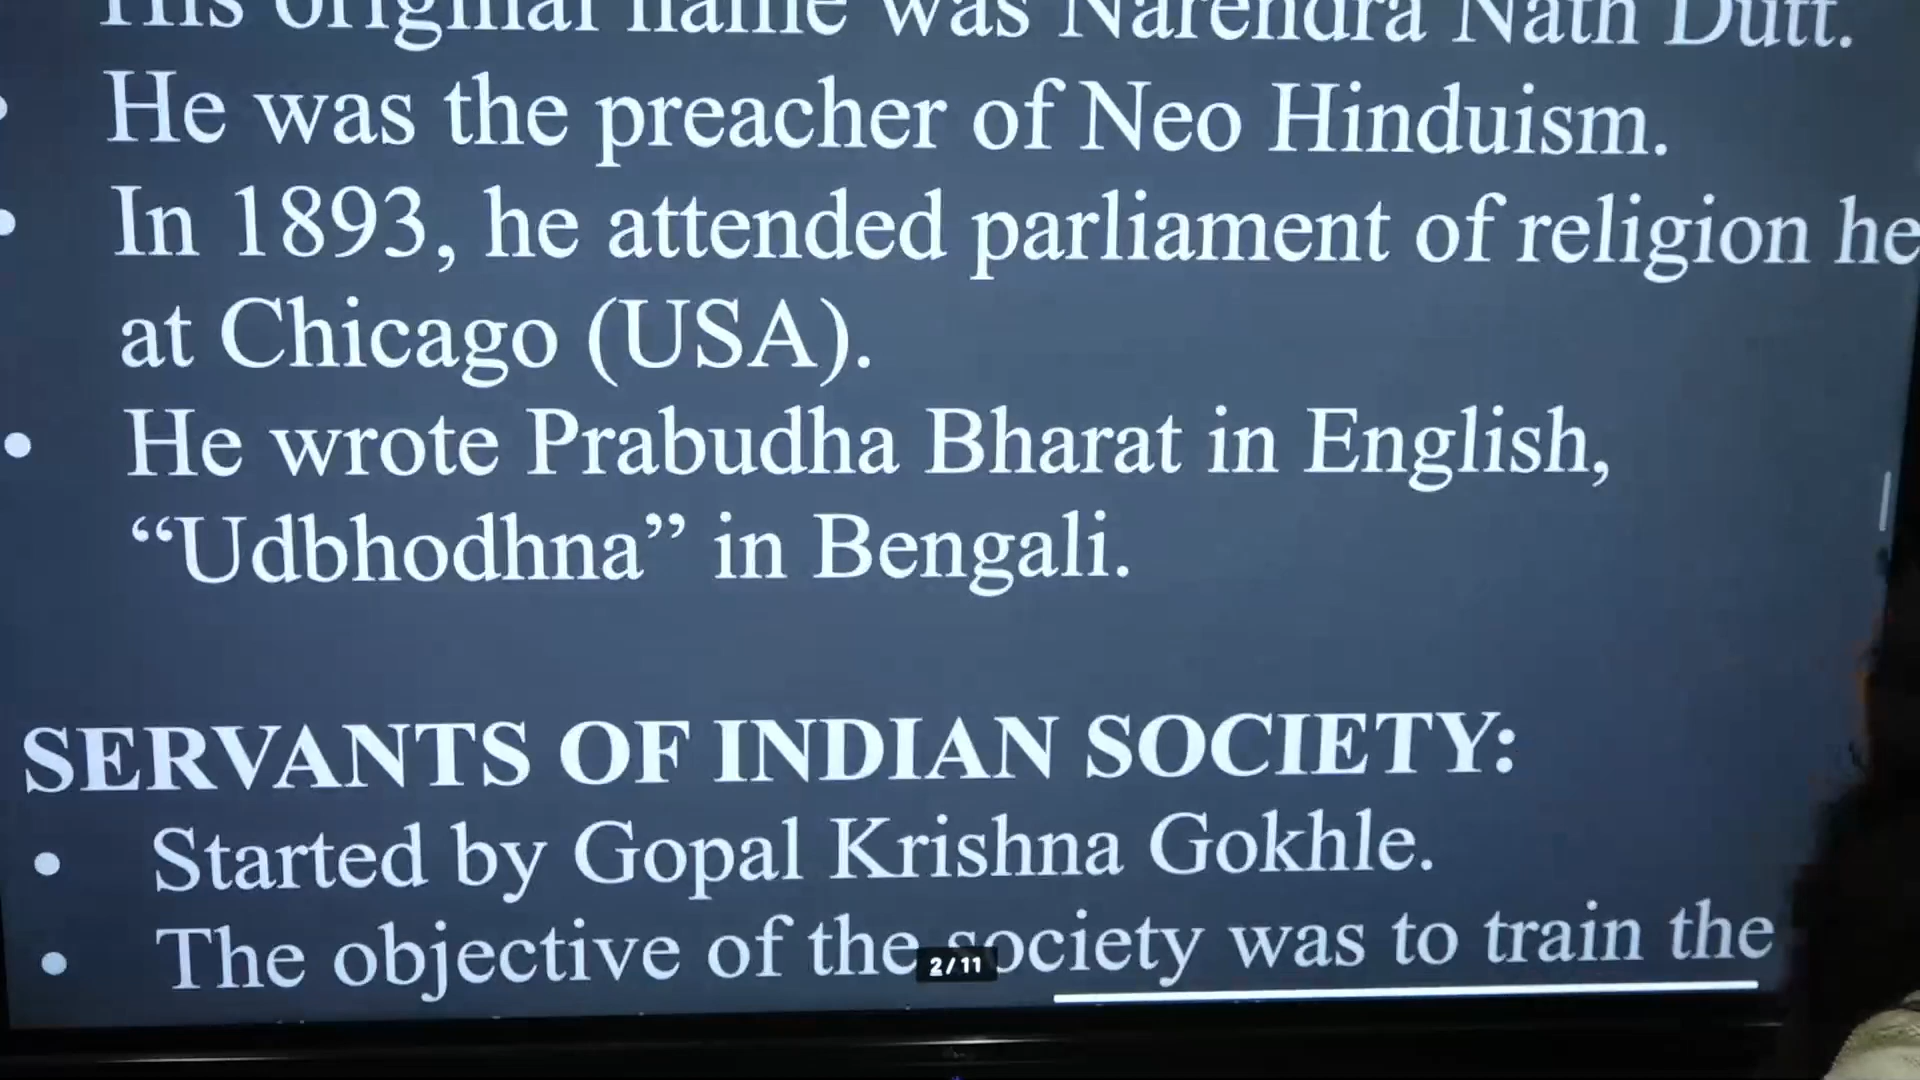 His original name was Narendra Nath Dutt.
• He was the preacher of Neo Hinduism.
• In 1893, he attended parliament of religion he
at Chicago (USA).
• He wrote Prabudha Bharat in English,
“Udbhodhna” in Bengali.
SERVANTS OF INDIAN SOCIETY:
• Started by Gopal Krishna Gokhle.
• The objective of the society was to train the
2/11